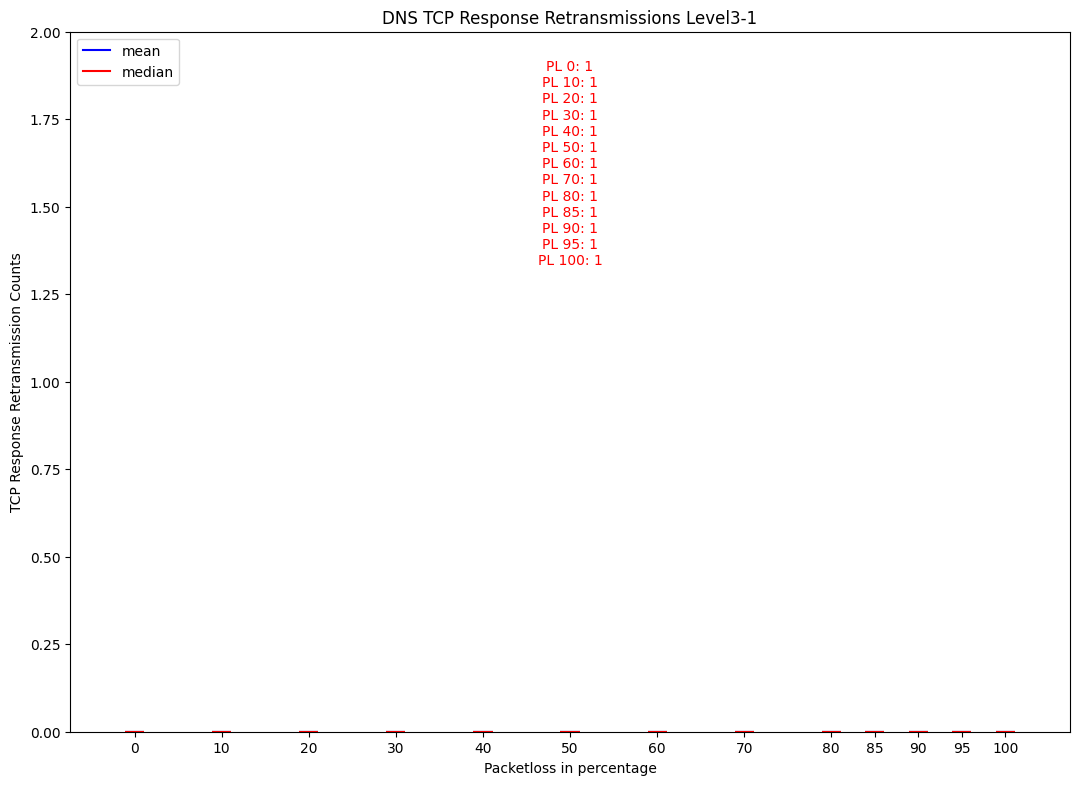 DNS TCP Response Retransmissions Level3-1
2.00
1.75
1.50
1.25
1.00
0.75
0.50
0.25
0.00
TCP Response Retransmission Counts
mean
median
PL 0: 1
PL 10: 1
PL 20: 1
PL 30: 1
PL 40: 1
PL 50: 1
PL 60: 1
PL 70: 1
PL 80: 1
PL 85: 1
PL 90: 1
PL 95: 1
PL 100: 1
0 10 20 30 40 50 60 70 80 85 90 95 100
Packetloss in percentage